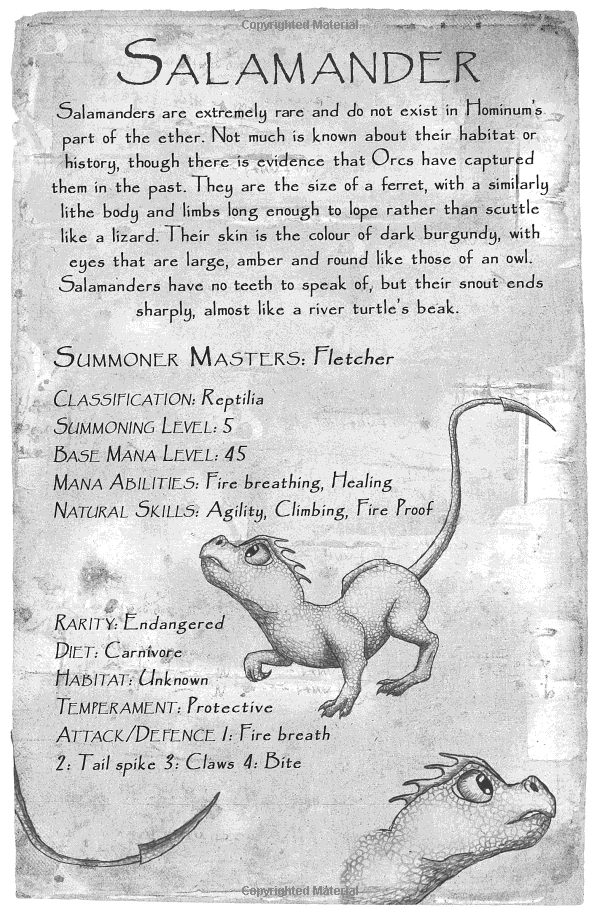 Copyrighted Material
SALAMANDER
Salamanders are extremely rare and do not exist in Hominum's
part of the ether. Not much is known about their habitat or
history, though there is evidence that Orcs have captured
them in the past. They are the size of a ferret, with a similarly
lithe body and limbs long enough to lope rather than scuttle
like a lizard. Their skin is the colour of dark burgundy, with
eyes that are large, amber and round like those of an owl.
Salamanders have no teeth to speak of, but their snout ends
sharply, almost like a river turtle's beak.
SUMMONER MASTERS: Fletcher
CLASSIFICATION: Reptilia
SUMMONING LEVEL: 5
BASE MANA LEVEL: 45
MANA ABILITIES: Fire breathing, Healing
NATURAL SKILLS: Agility, Climbing, Fire Proof
RARITY: Endangered
DIET: Carnivore
HABITAT: Unknown
TEMPERAMENT: Protective
ATTACK/DEFENCE 1: Fire breath
2: Tail spike 3: Claws 4: Bite
Copyrighted Material